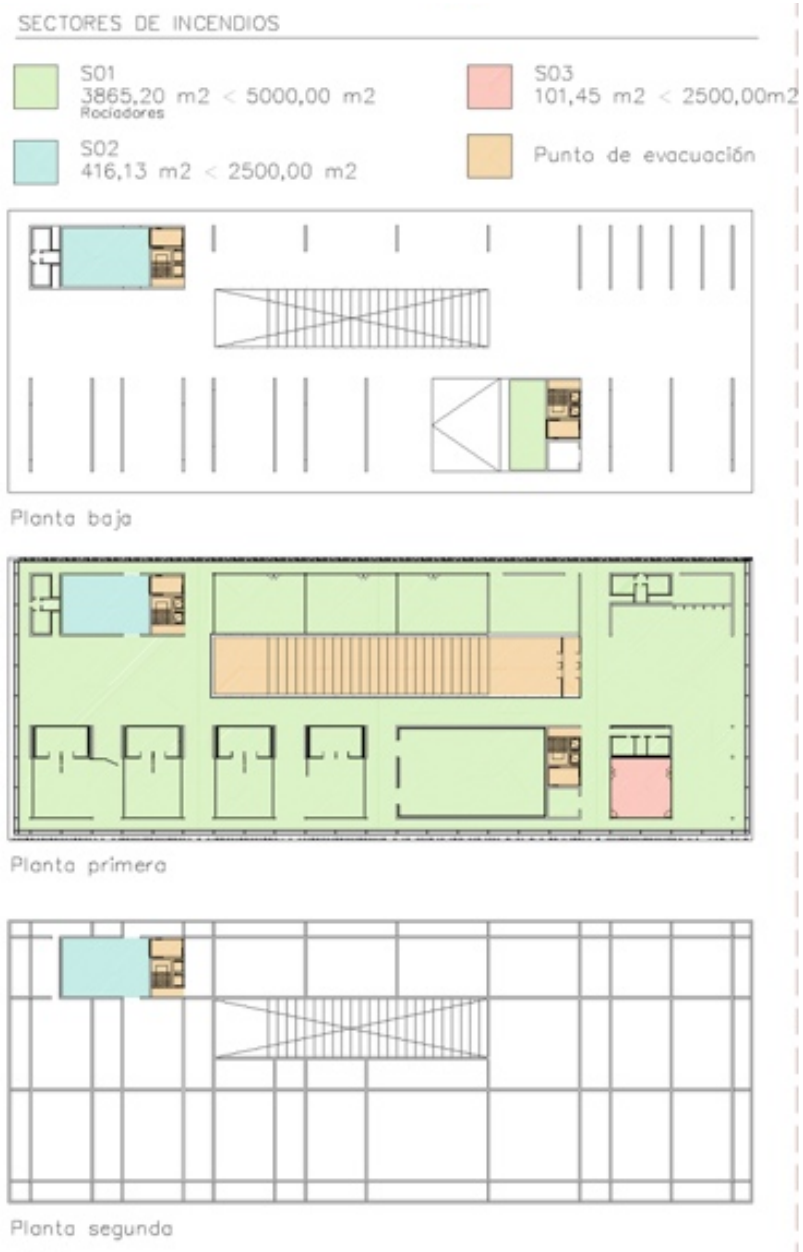 SECTORES DE INCENDIOS
S01
3865,20 m2 < 5000,00 m2
Rociadores
S02
416,13 m2 < 2500,00 m2
S03
101,45 m2 < 2500,00m2
Punto de evacuación
Planta baja
Planta primera
Planta segunda